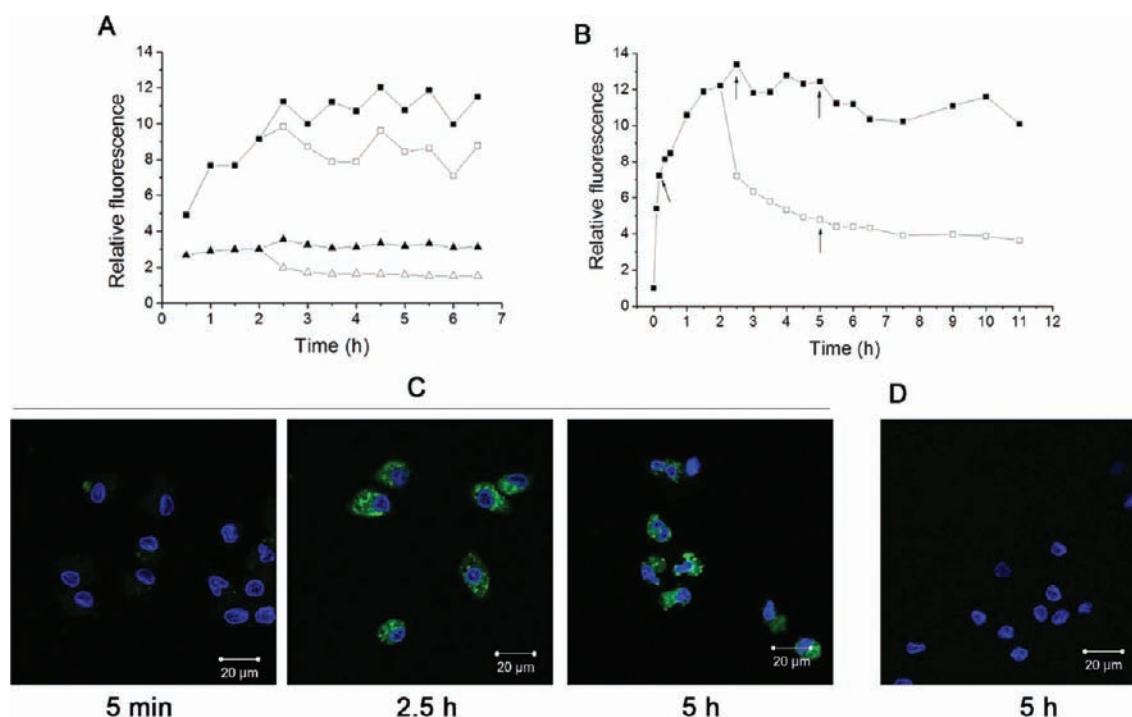 A
B
Relative fluorescence
14
12
10
8
6
4
2
0
0 1 2 3 4 5 6 7
Time (h)
Relative fluorescence
14
12
10
8
6
4
2
0
0 1 2 3 4 5 6 7 8 9 10 11 12
Time (h)
C
D
20 µm
20 µm
20 µm
20 µm
5 min
2.5 h
5 h
5 h